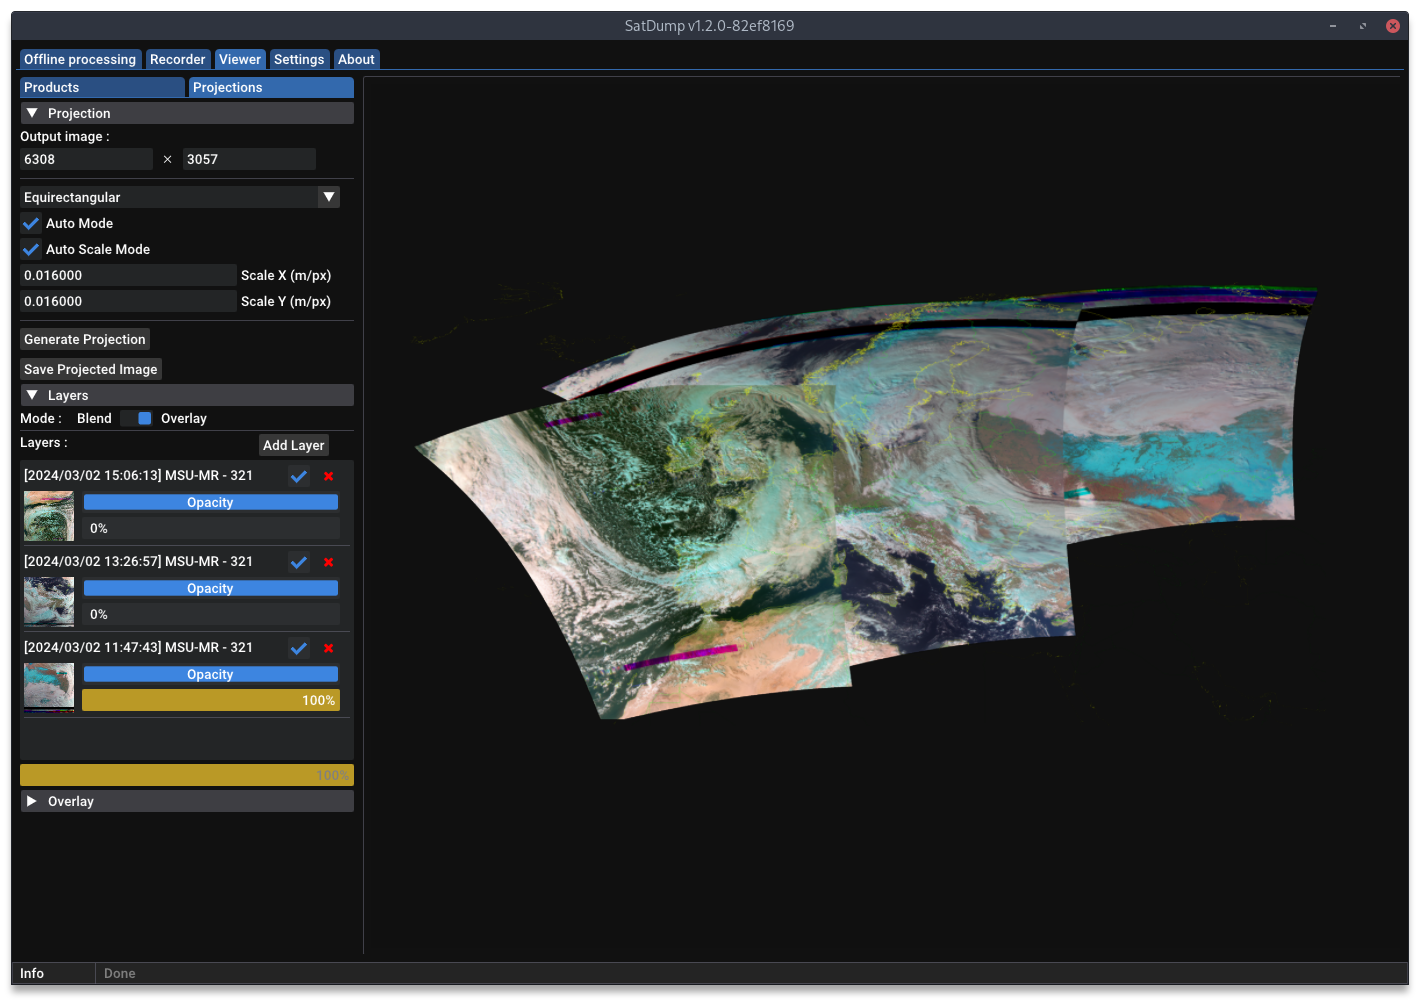 SatDump v1.2.0-82ef8169
Offline processing Recorder Viewer Settings About
Products Projections
Projection
Output image :
6308 × 3057
Equirectangular
Auto Mode
Auto Scale Mode
0.016000 Scale X (m/px)
0.016000 Scale Y (m/px)
Generate Projection
Save Projected Image
Layers
Mode : Blend Overlay
Layers : Add Layer
[2024/03/02 15:06:13] MSU-MR - 321
Opacity
0%
[2024/03/02 13:26:57] MSU-MR - 321
Opacity
0%
[2024/03/02 11:47:43] MSU-MR - 321
Opacity
100%
100%
Overlay
Info Done